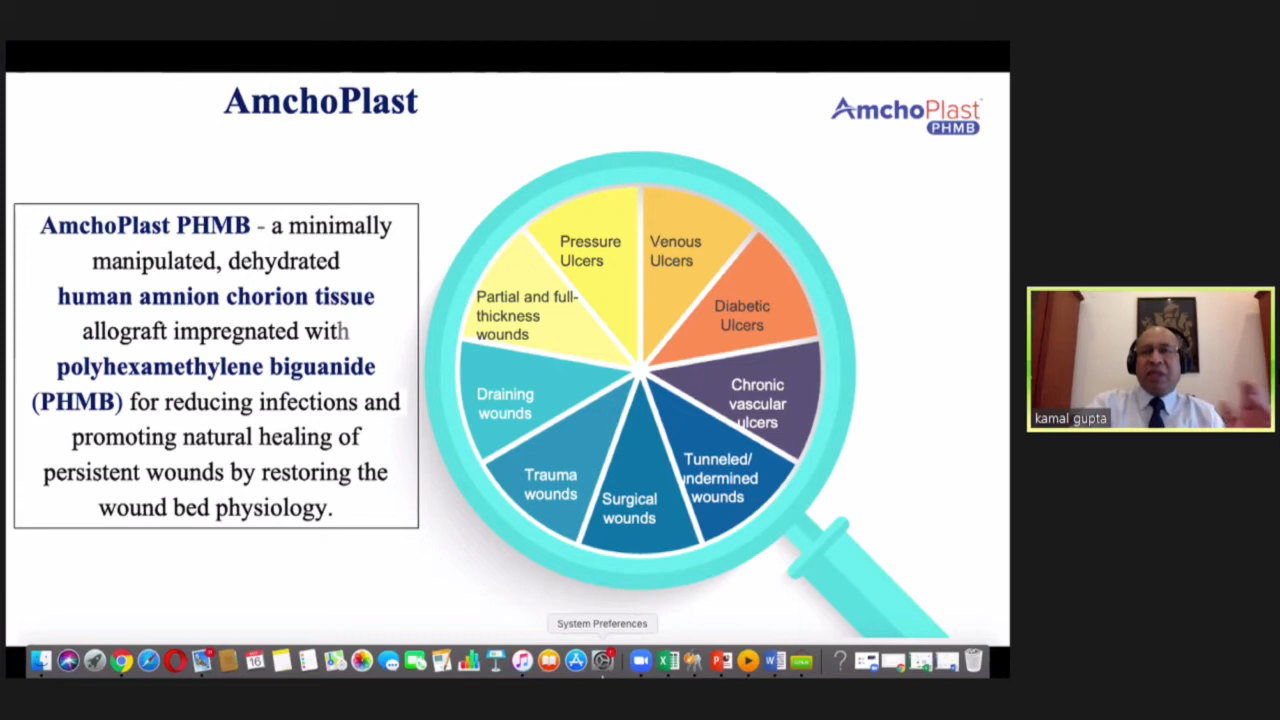 AmchoPlast
AmchoPlast
PHMB
AmchoPlast PHMB - a minimally
manipulated, dehydrated
human amnion chorion tissue
allograft impregnated with
polyhexamethylene biguanide
(PHMB) for reducing infections and
promoting natural healing of
persistent wounds by restoring the
wound bed physiology.
Pressure
Ulcers
Venous
Ulcers
Partial and full-
thickness
wounds
Diabetic
Ulcers
Draining
wounds
Chronic
vascular
ulcers
Trauma
wounds
Surgical
wounds
Tunneled/
undermined
wounds
kamal gupta
System Preferences
16